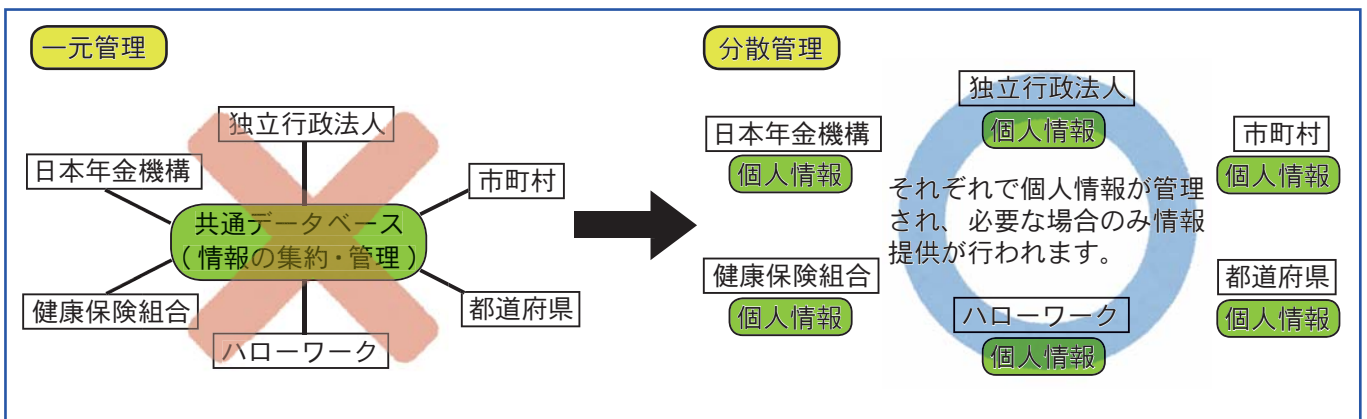 一元管理
独立行政法人
日本年金機構
市町村
共通データベース
(情報の集約・管理)
健康保険組合
都道府県
ハローワーク
分散管理
独立行政法人
個人情報
日本年金機構
個人情報
市町村
個人情報
それぞれで個人情報が管理
され、必要な場合のみ情報
提供が行われます。
健康保険組合
個人情報
都道府県
個人情報
ハローワーク
個人情報